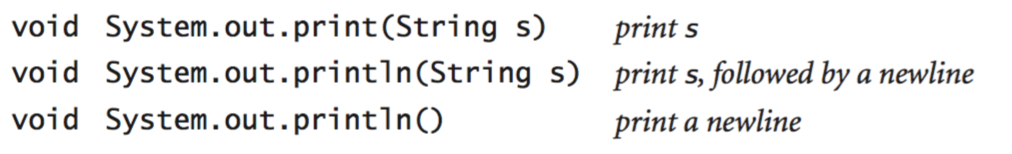 void System.out.print(String s) print s
void System.out.println(String s) print s, followed by a newline
void System.out.println() print a newline